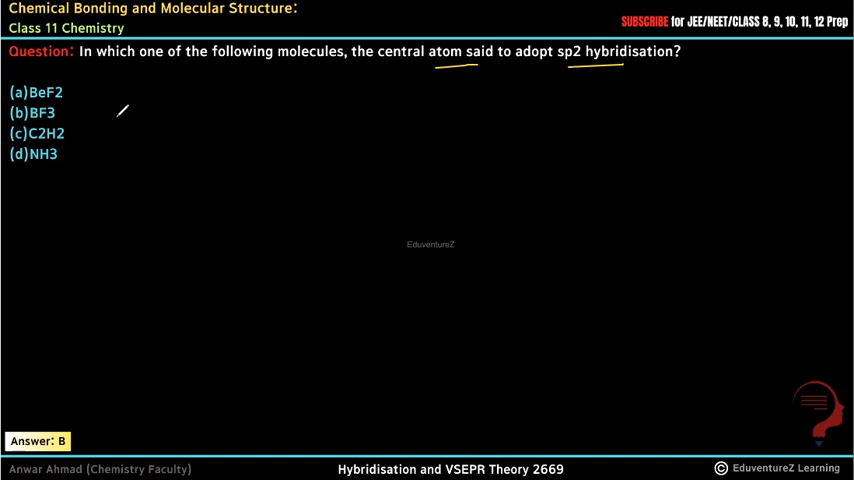 Chemical Bonding and Molecular Structure:
Class 11 Chemistry
SUBSCRIBE for JEE/NEET/CLASS 8, 9, 10, 11, 12 Prep
Question: In which one of the following molecules, the central atom said to adopt sp2 hybridisation?
(a)BeF2
(b)BF3
(c)C2H2
(d)NH3
EduventureZ
Answer: B
Anwar Ahmad (Chemistry Faculty)
Hybridisation and VSEPR Theory 2669
© EduventureZ Learning